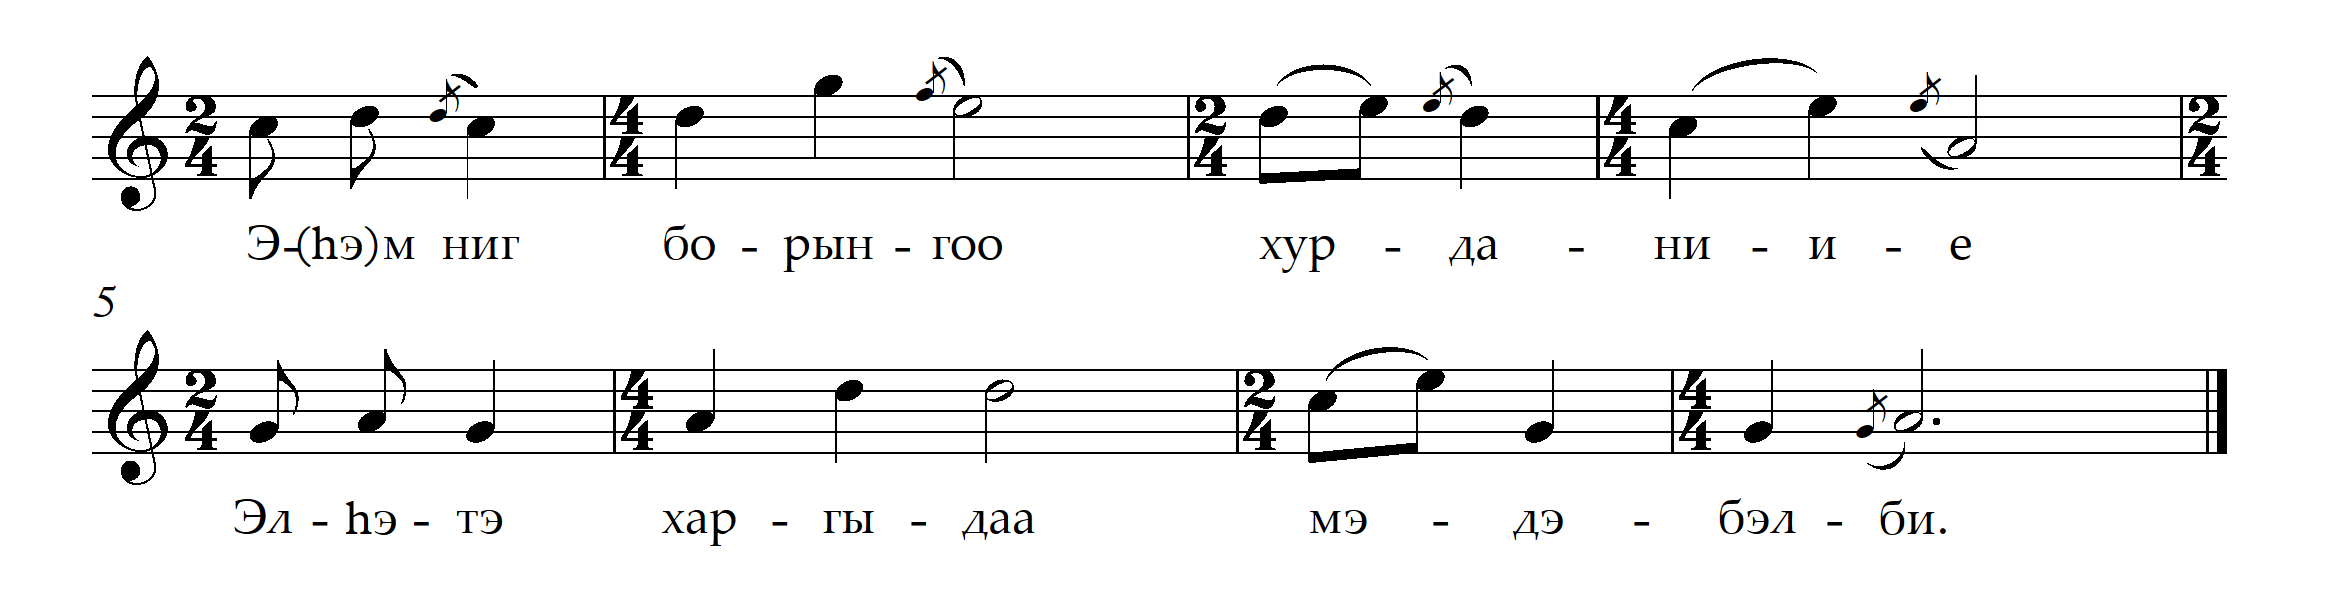 Э-(һэ)м ниг бо - рын - гоо хур - да - ни - и - е
5
Эл - һэ - тэ хар - гы - даа мэ - дэ - бэл - би.